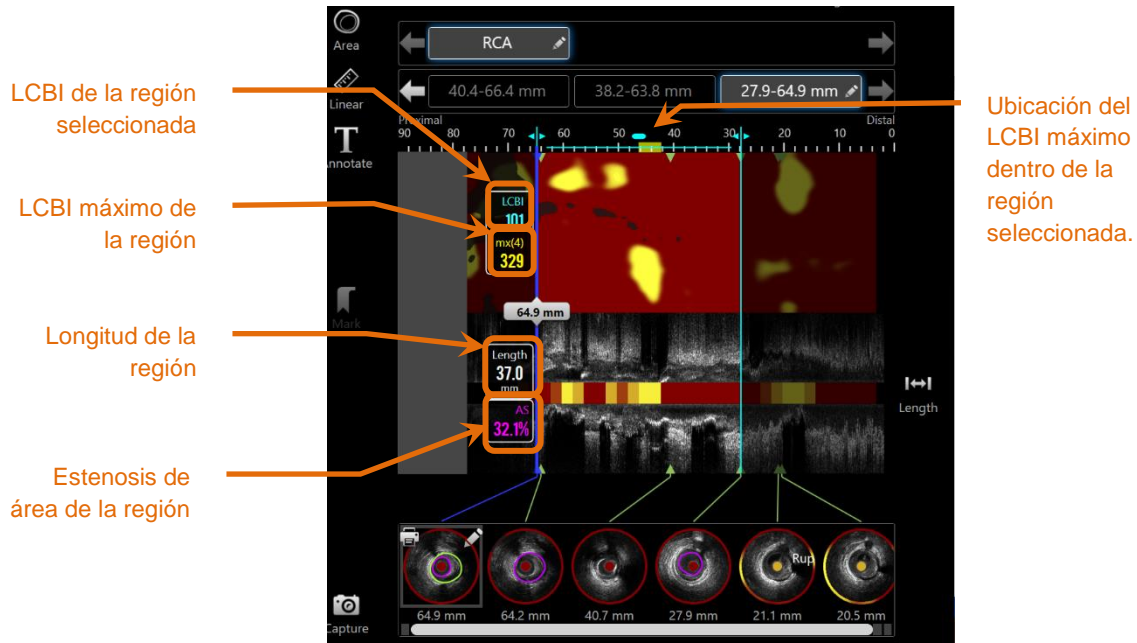 Area
RCA
Linear
40.4-66.4 mm
38.2-63.8 mm
27.9-64.9 mm
Proximal
Distal
90 80 70 60 50 40 30 20 10 0
T
Annotate
LCBI de la región
seleccionada
LCBI máximo de
la región
Longitud de la
región
Estenosis de
área de la región
Ubicación del
LCBI máximo
dentro de la
región
seleccionada.
LCBI
101
mx(4)
329
Mark
64.9 mm
Length
37.0
mm
AS
32.1%
Length
Rup
64.9 mm
64.2 mm
40.7 mm
27.9 mm
21.1 mm
20.5 mm
Capture